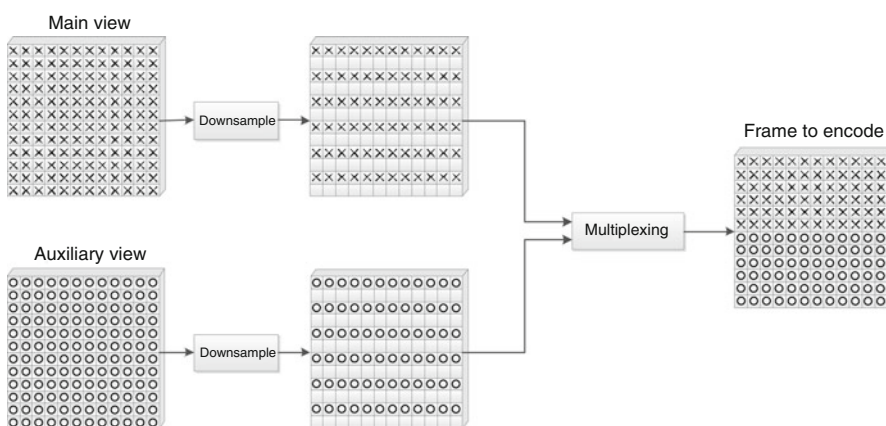 Main view
Downsample
Frame to encode
Multiplexing
Auxiliary view
Downsample